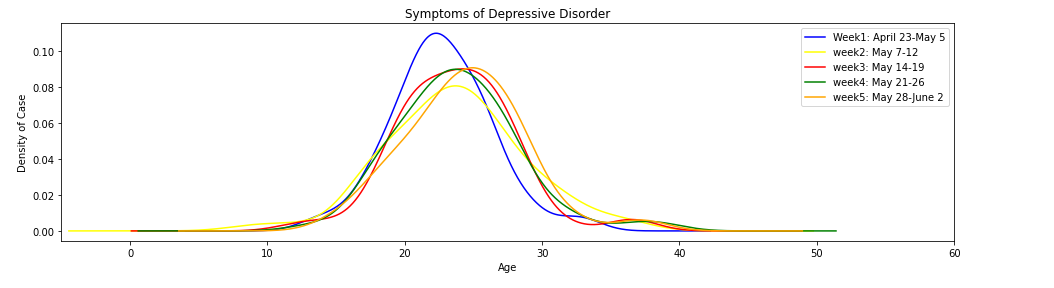 Symptoms of Depressive Disorder
Week1: April 23-May 5
week2: May 7-12
week3: May 14-19
week4: May 21-26
week5: May 28-June 2
Density of Case
0.10
0.08
0.06
0.04
0.02
0.00
0 10 20 30 40 50 60
Age